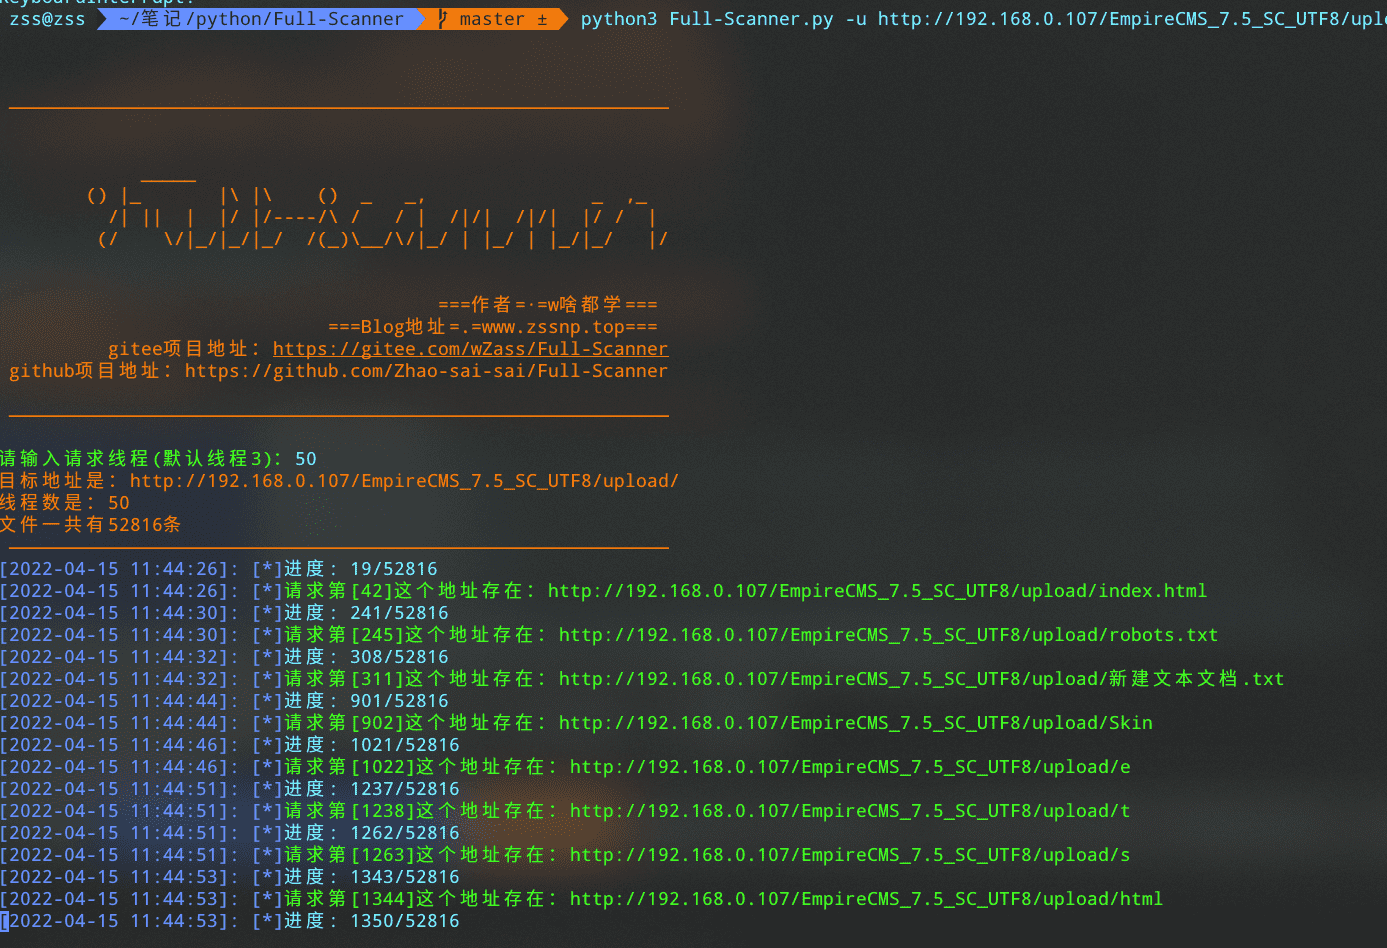 KeyboardInterrupt:
zss@zss ~/笔记/python/Full-Scanner master ± python3 Full-Scanner.py -u http://192.168.0.107/EmpireCMS_7.5_SC_UTF8/uplo
===作者=·=w啥都学===
===Blog地址=.=www.zssnp.top===
gitee项目地址：https://gitee.com/wZass/Full-Scanner
github项目地址：https://github.com/Zhao-sai-sai/Full-Scanner
请输入请求线程(默认线程3)：50
目标地址是：http://192.168.0.107/EmpireCMS_7.5_SC_UTF8/upload/
线程数是：50
文件一共有52816条
[2022-04-15 11:44:26]: [*]进度：19/52816
[2022-04-15 11:44:26]: [*]请求第[42]这个地址存在：http://192.168.0.107/EmpireCMS_7.5_SC_UTF8/upload/index.html
[2022-04-15 11:44:30]: [*]进度：241/52816
[2022-04-15 11:44:30]: [*]请求第[245]这个地址存在：http://192.168.0.107/EmpireCMS_7.5_SC_UTF8/upload/robots.txt
[2022-04-15 11:44:32]: [*]进度：308/52816
[2022-04-15 11:44:32]: [*]请求第[311]这个地址存在：http://192.168.0.107/EmpireCMS_7.5_SC_UTF8/upload/新建文本文档.txt
[2022-04-15 11:44:44]: [*]进度：901/52816
[2022-04-15 11:44:44]: [*]请求第[902]这个地址存在：http://192.168.0.107/EmpireCMS_7.5_SC_UTF8/upload/Skin
[2022-04-15 11:44:46]: [*]进度：1021/52816
[2022-04-15 11:44:46]: [*]请求第[1022]这个地址存在：http://192.168.0.107/EmpireCMS_7.5_SC_UTF8/upload/e
[2022-04-15 11:44:51]: [*]进度：1237/52816
[2022-04-15 11:44:51]: [*]请求第[1238]这个地址存在：http://192.168.0.107/EmpireCMS_7.5_SC_UTF8/upload/t
[2022-04-15 11:44:51]: [*]进度：1262/52816
[2022-04-15 11:44:51]: [*]请求第[1263]这个地址存在：http://192.168.0.107/EmpireCMS_7.5_SC_UTF8/upload/s
[2022-04-15 11:44:53]: [*]进度：1343/52816
[2022-04-15 11:44:53]: [*]请求第[1344]这个地址存在：http://192.168.0.107/EmpireCMS_7.5_SC_UTF8/upload/html
[2022-04-15 11:44:53]: [*]进度：1350/52816